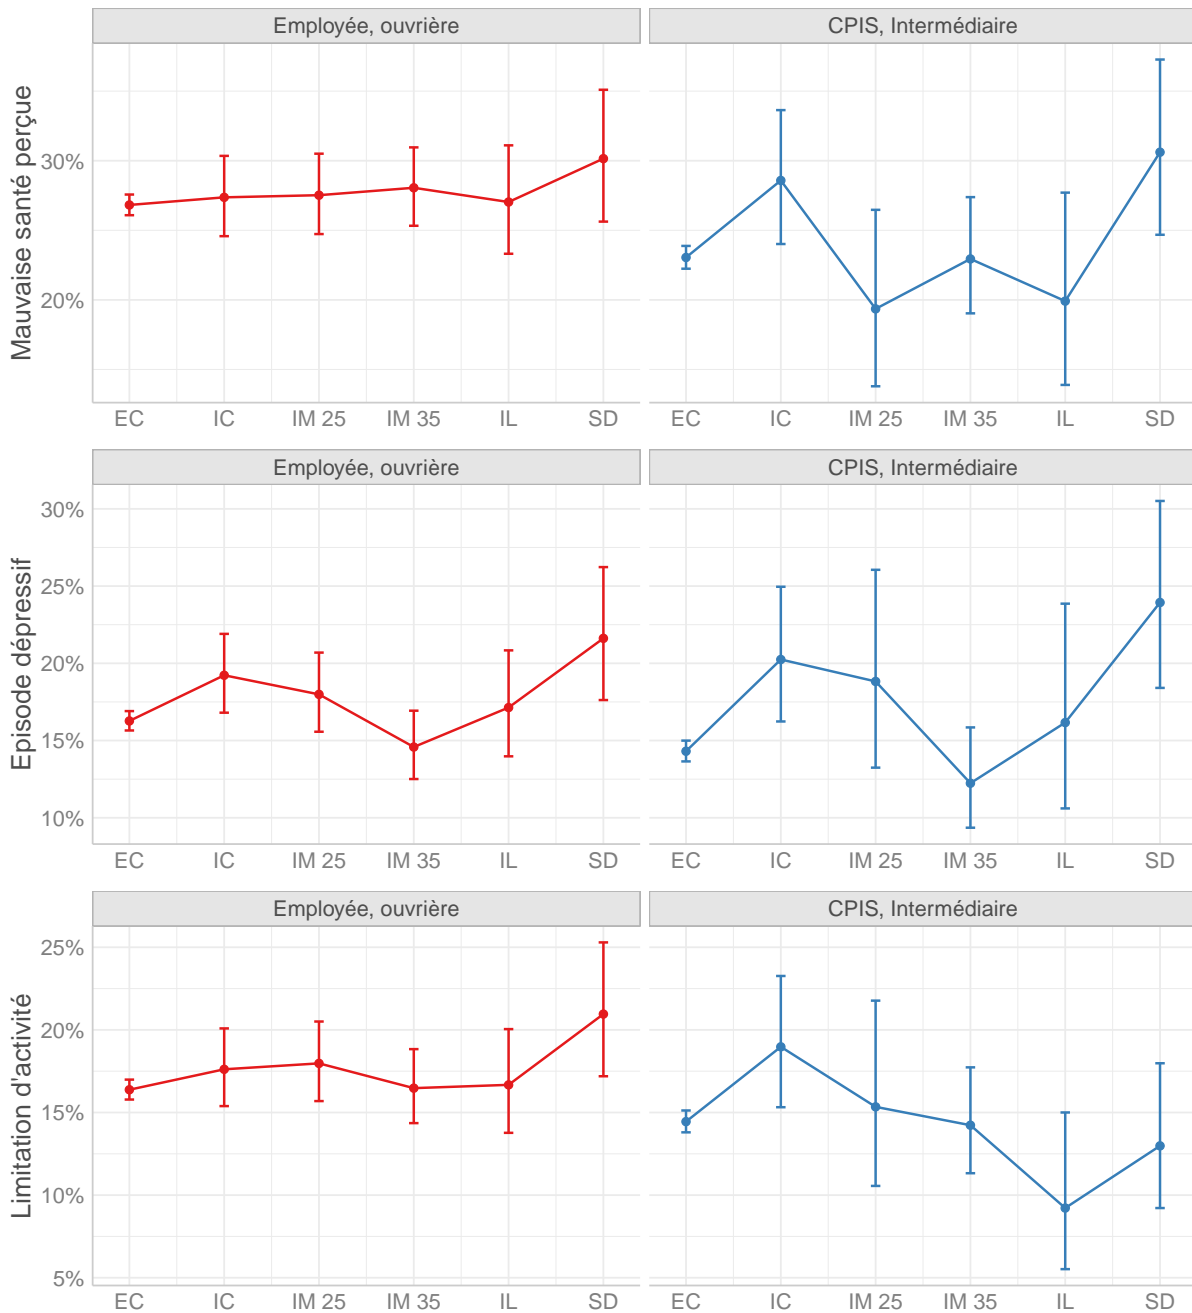 Employée, ouvrière
CPIS, Intermédiaire
Mauvaise santé perçue
30%
20%
EC IC IM 25 IM 35 IL SD
EC IC IM 25 IM 35 IL SD
Employée, ouvrière
CPIS, Intermédiaire
Episode dépressif
30%
25%
20%
15%
10%
EC IC IM 25 IM 35 IL SD
EC IC IM 25 IM 35 IL SD
Employée, ouvrière
CPIS, Intermédiaire
Limitation d'activité
25%
20%
15%
10%
5%
EC IC IM 25 IM 35 IL SD
EC IC IM 25 IM 35 IL SD